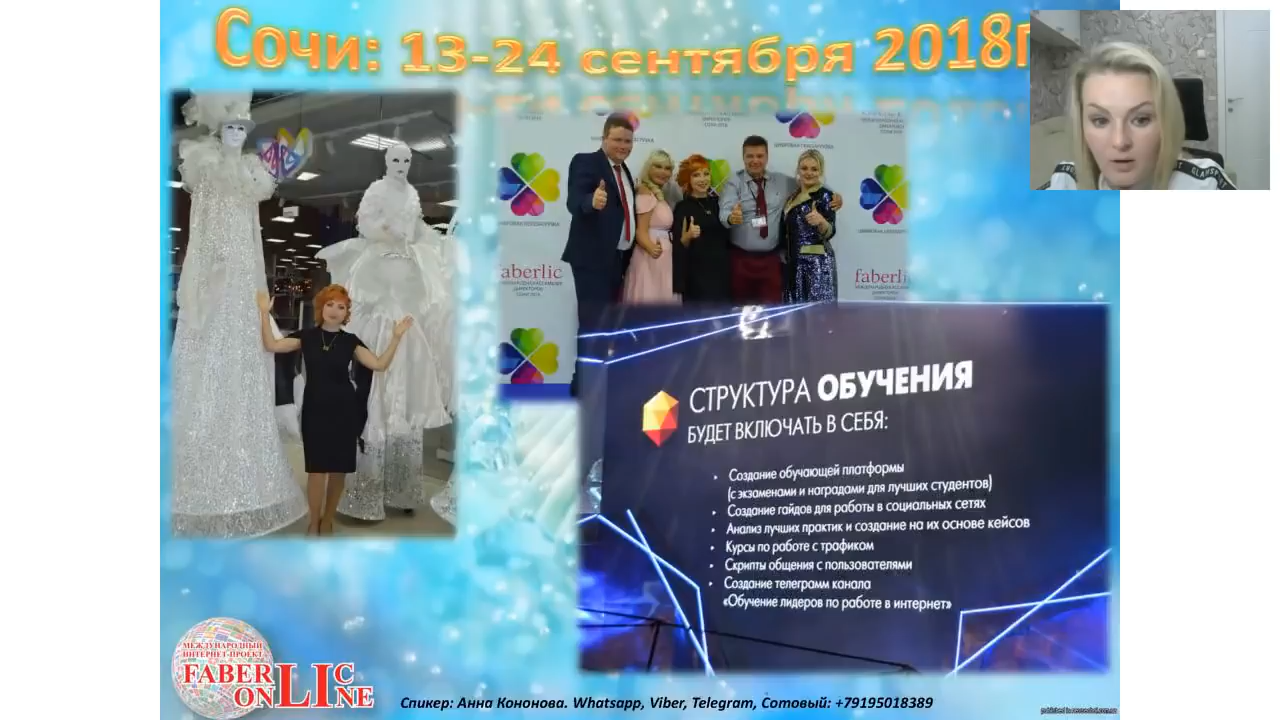 Сочи: 13-24 сентября 2018г
faberlic
faberlic
СТРУКТУРА ОБУЧЕНИЯ
БУДЕТ ВКЛЮЧАТЬ В СЕБЯ:
Создание обучающей платформы
(с экзаменами и наградами для лучших студентов)
Создание гайдов для работы в социальных сетях
Анализ лучших практик и создание на их основе кейсов
Курсы по работе с трафиком
Скрипты общения с пользователями
Создание телеграмм канала
«Обучение лидеров по работе в интернет»
МЕЖДУНАРОДНЫЙ
ИНТЕРНЕТ-ПРОЕКТ
FABERLIC
ONLINE
Спикер: Анна Кононова. Whatsapp, Viber, Telegram, Сотовый: +79195018389